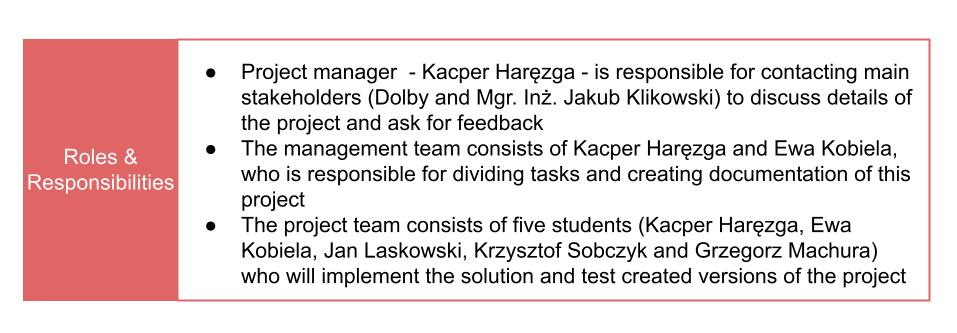 Roles &
Responsibilities
● Project manager  - Kacper Haręzga - is responsible for contacting main
stakeholders (Dolby and Mgr. Inż. Jakub Klikowski) to discuss details of
the project and ask for feedback
● The management team consists of Kacper Haręzga and Ewa Kobiela,
who is responsible for dividing tasks and creating documentation of this
project
● The project team consists of five students (Kacper Haręzga, Ewa
Kobiela, Jan Laskowski, Krzysztof Sobczyk and Grzegorz Machura)
who will implement the solution and test created versions of the project